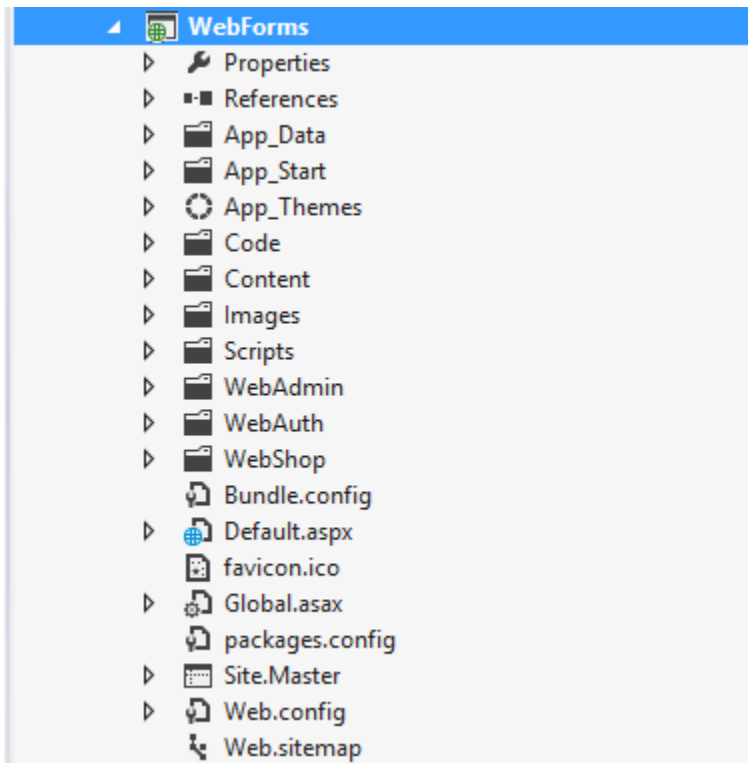 WebForms
Properties
References
App_Data
App_Start
App_Themes
Code
Content
Images
Scripts
WebAdmin
WebAuth
WebShop
Bundle.config
Default.aspx
favicon.ico
Global.asax
packages.config
Site.Master
Web.config
Web.sitemap